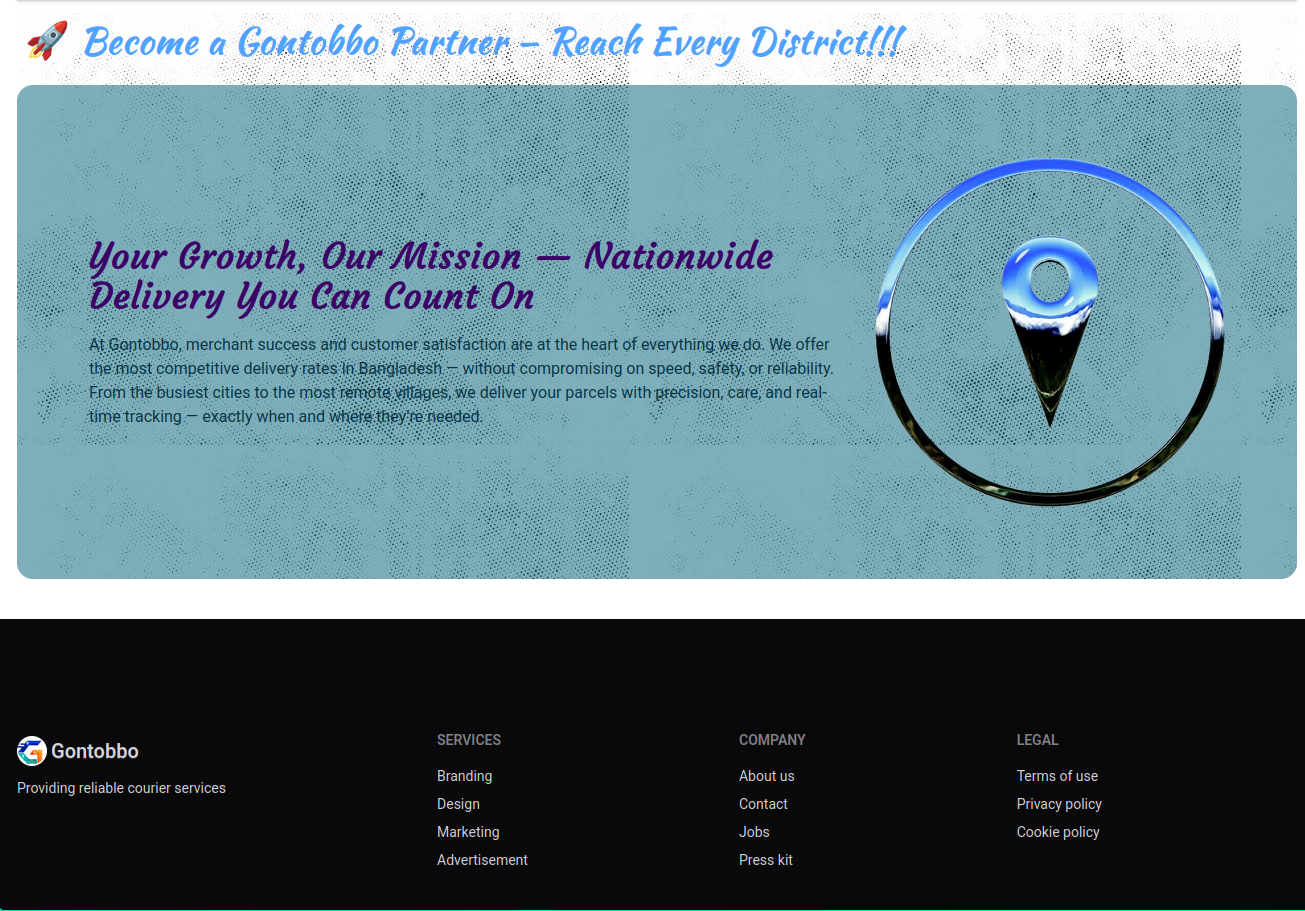 🚀 Become a Gontobbo Partner – Reach Every District!!!
Your Growth, Our Mission — Nationwide
Delivery You Can Count On
At Gontobbo, merchant success and customer satisfaction are at the heart of everything we do. We offer
the most competitive delivery rates in Bangladesh — without compromising on speed, safety, or reliability.
From the busiest cities to the most remote villages, we deliver your parcels with precision, care, and real-
time tracking — exactly when and where they're needed.
Gontobbo
Providing reliable courier services
SERVICES
Branding
Design
Marketing
Advertisement
COMPANY
About us
Contact
Jobs
Press kit
LEGAL
Terms of use
Privacy policy
Cookie policy